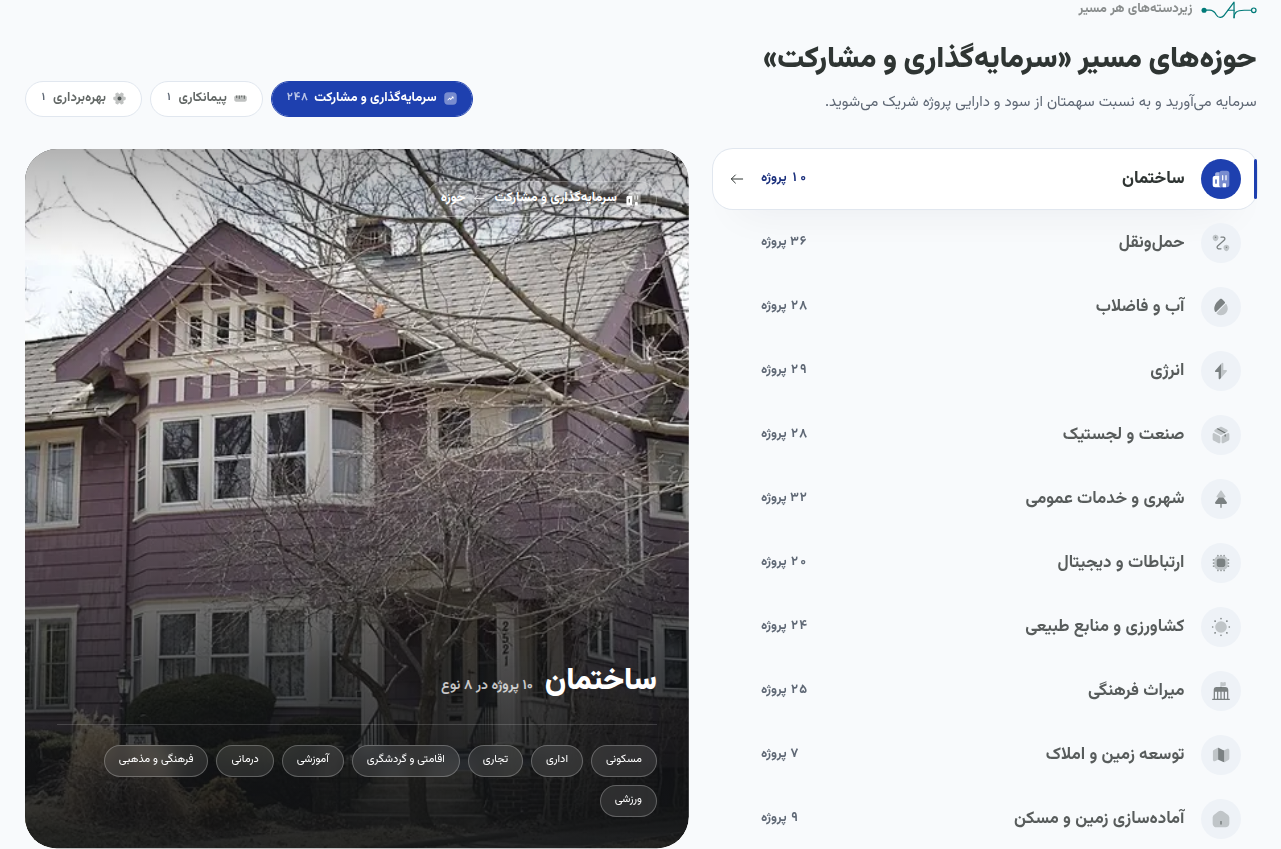 زیردسته‌های هر مسیر
حوزه‌های مسیر «سرمایه‌گذاری و مشارکت»
سرمایه می‌آورید و به نسبت سهمتان از سود و دارایی پروژه شریک می‌شوید.
سرمایه‌گذاری و مشارکت ۲۴۸
پیمانکاری ۱
بهره‌برداری ۱
ساختمان ۱۰ پروژه
حمل‌ونقل ۳۶ پروژه
آب و فاضلاب ۲۸ پروژه
انرژی ۲۹ پروژه
صنعت و لجستیک ۲۸ پروژه
شهری و خدمات عمومی ۳۲ پروژه
ارتباطات و دیجیتال ۲۰ پروژه
کشاورزی و منابع طبیعی ۲۴ پروژه
میراث فرهنگی ۲۵ پروژه
توسعه زمین و املاک ۷ پروژه
آماده‌سازی زمین و مسکن ۹ پروژه
سرمایه‌گذاری و مشارکت — حوزه
2521
ساختمان ۱۰ پروژه در ۸ نوع
مسکونی اداری تجاری اقامتی و گردشگری آموزشی درمانی فرهنگی و مذهبی
ورزشی